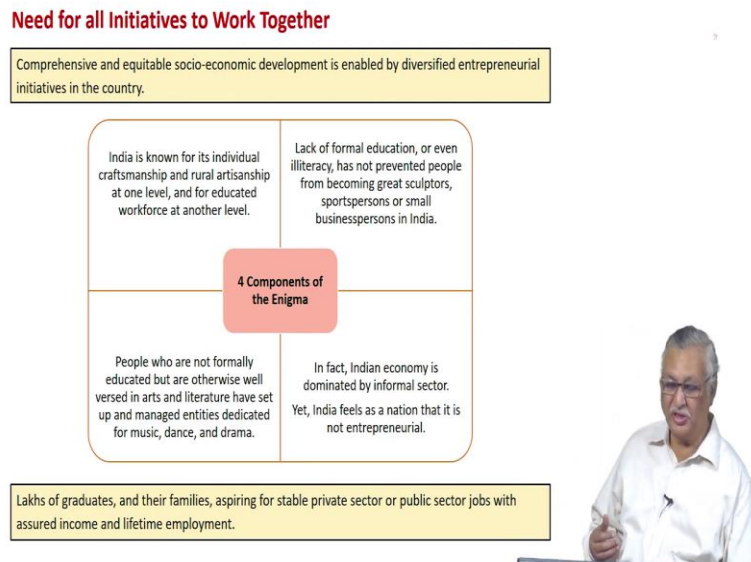 Need for all Initiatives to Work Together
9
Comprehensive and equitable socio-economic development is enabled by diversified entrepreneurial
initiatives in the country.
India is known for its individual
craftsmanship and rural artisanship
at one level, and for educated
workforce at another level.
Lack of formal education, or even
illiteracy, has not prevented people
from becoming great sculptors,
sportspersons or small
businesspersons in India.
4 Components of
the Enigma
People who are not formally
educated but are otherwise well
versed in arts and literature have set
up and managed entities dedicated
for music, dance, and drama.
In fact, Indian economy is
dominated by informal sector.
Yet, India feels as a nation that it is
not entrepreneurial.
Lakhs of graduates, and their families, aspiring for stable private sector or public sector jobs with
assured income and lifetime employment.